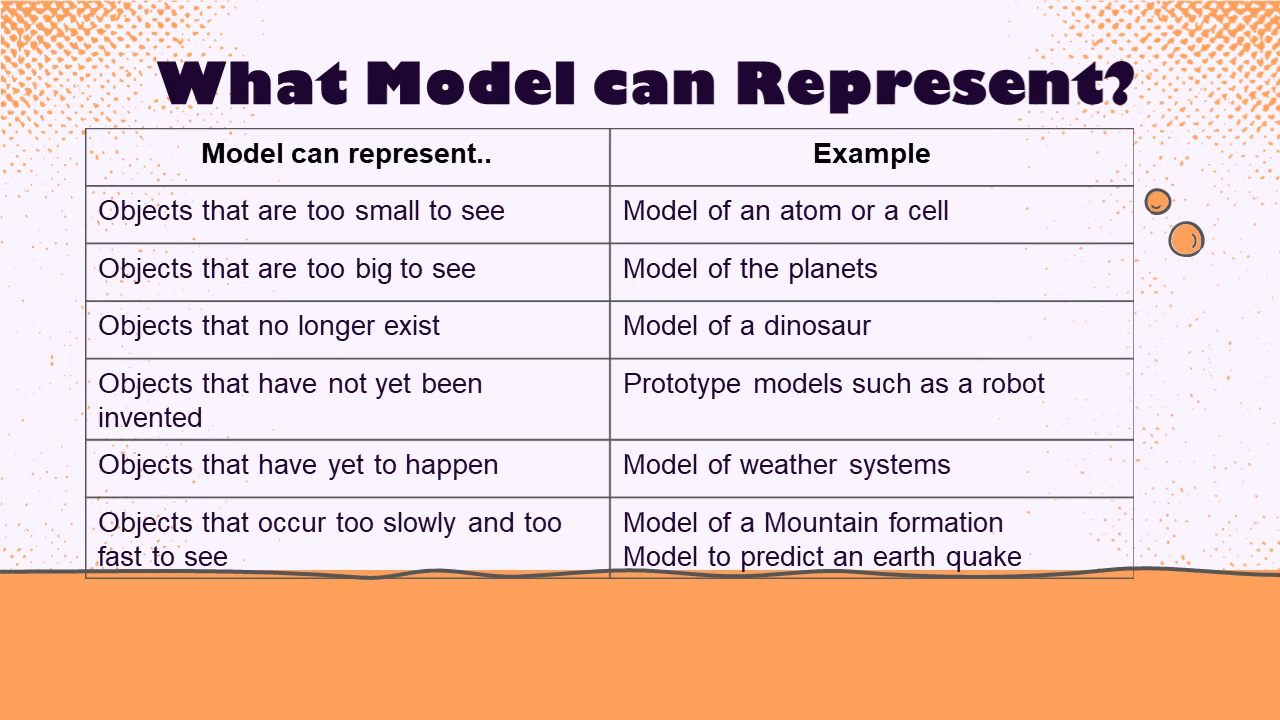 What Model can Represent?
Model can represent..
Example
Objects that are too small to see
Model of an atom or a cell
Objects that are too big to see
Model of the planets
Objects that no longer exist
Model of a dinosaur
Objects that have not yet been
invented
Prototype models such as a robot
Objects that have yet to happen
Model of weather systems
Objects that occur too slowly and too
fast to see
Model of a Mountain formation
Model to predict an earth quake